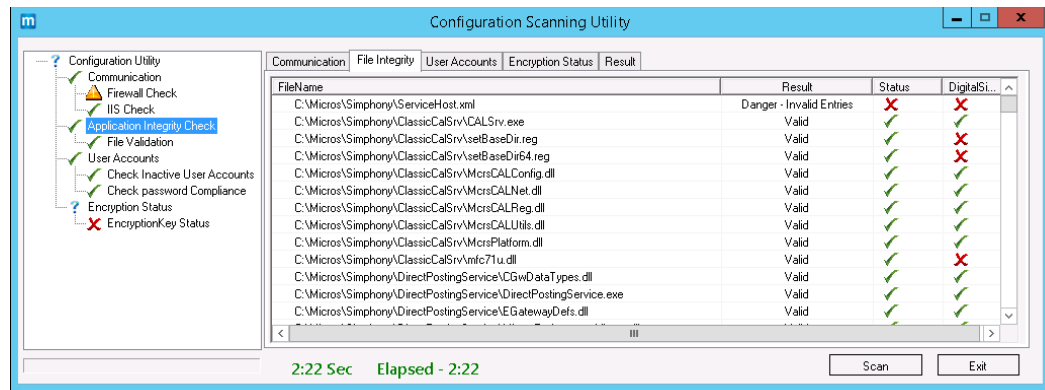 m
Configuration Scanning Utility
x
? Configuration Utility
Communication
Firewall Check
IIS Check
Application Integrity Check
File Validation
User Accounts
Check Inactive User Accounts
Check password Compliance
? Encryption Status
EncryptionKey Status
Communication File Integrity User Accounts Encryption Status Result
FileName Result Status DigitalSi...
C:\Micros\Simphony\ServiceHost.xml Danger - Invalid Entries
C:\Micros\Simphony\ClassicCalSrv\CALSrv.exe Valid
C:\Micros\Simphony\ClassicCalSrv\setBaseDir.reg Valid
C:\Micros\Simphony\ClassicCalSrv\setBaseDir64.reg Valid
C:\Micros\Simphony\ClassicCalSrv\McrsCALConfig.dll Valid
C:\Micros\Simphony\ClassicCalSrv\McrsCALNet.dll Valid
C:\Micros\Simphony\ClassicCalSrv\McrsCALReg.dll Valid
C:\Micros\Simphony\ClassicCalSrv\McrsCALUtils.dll Valid
C:\Micros\Simphony\ClassicCalSrv\McrsPlatform.dll Valid
C:\Micros\Simphony\ClassicCalSrv\mfc71u.dll Valid
C:\Micros\Simphony\DirectPostingService\CGwDataTypes.dll Valid
C:\Micros\Simphony\DirectPostingService\DirectPostingService.exe Valid
C:\Micros\Simphony\DirectPostingService\EGatewayDefs.dll Valid
2:22 Sec Elapsed - 2:22
Scan Exit